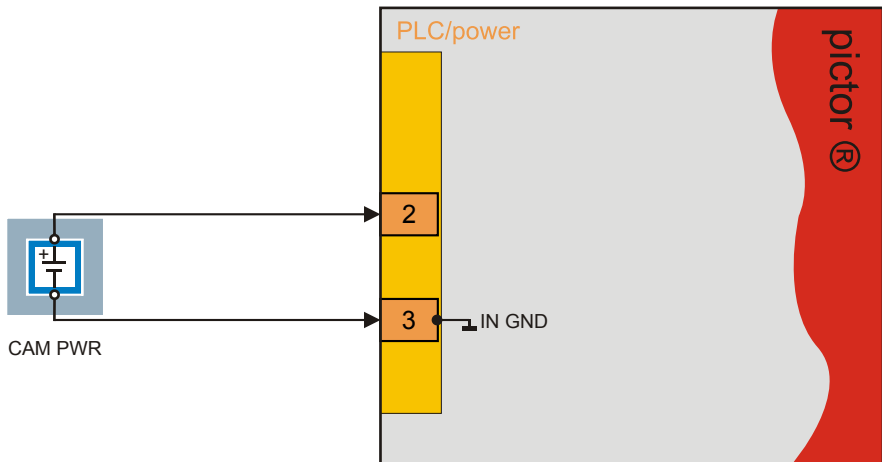 PLC/power
pictor ®
2
+
3
IN GND
CAM PWR